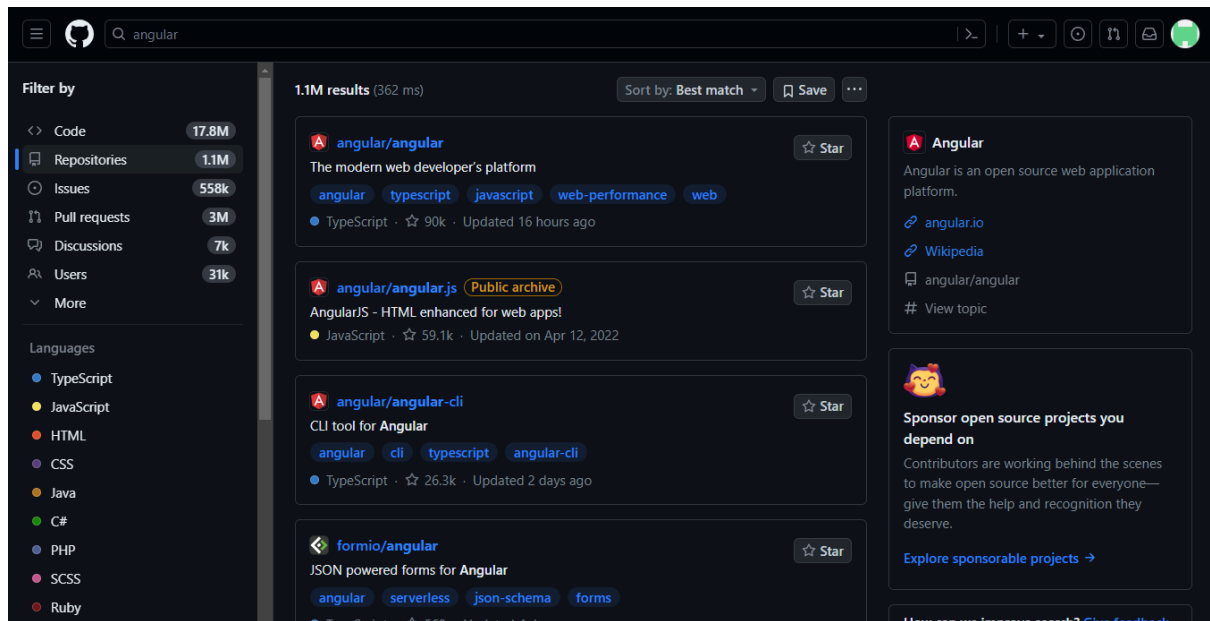 angular
Filter by
Code 17.8M
Repositories 1.1M
Issues 558k
Pull requests 3M
Discussions 7k
Users 31k
More
Languages
TypeScript
JavaScript
HTML
CSS
Java
C#
PHP
SCSS
Ruby
1.1M results (362 ms)
Sort by: Best match
Save
angular/angular
Star
The modern web developer's platform
angular typescript javascript web-performance web
TypeScript · 90k · Updated 16 hours ago
angular/angular.js Public archive
Star
AngularJS - HTML enhanced for web apps!
JavaScript · 59.1k · Updated on Apr 12, 2022
angular/angular-cli
Star
CLI tool for Angular
angular cli typescript angular-cli
TypeScript · 26.3k · Updated 2 days ago
formio/angular
Star
JSON powered forms for Angular
angular serverless json-schema forms
Angular
Angular is an open source web application
platform.
angular.io
Wikipedia
angular/angular
# View topic
Sponsor open source projects you
depend on
Contributors are working behind the scenes
to make open source better for everyone—
give them the help and recognition they
deserve.
Explore sponsorable projects →
How can we improve search? Give feedback